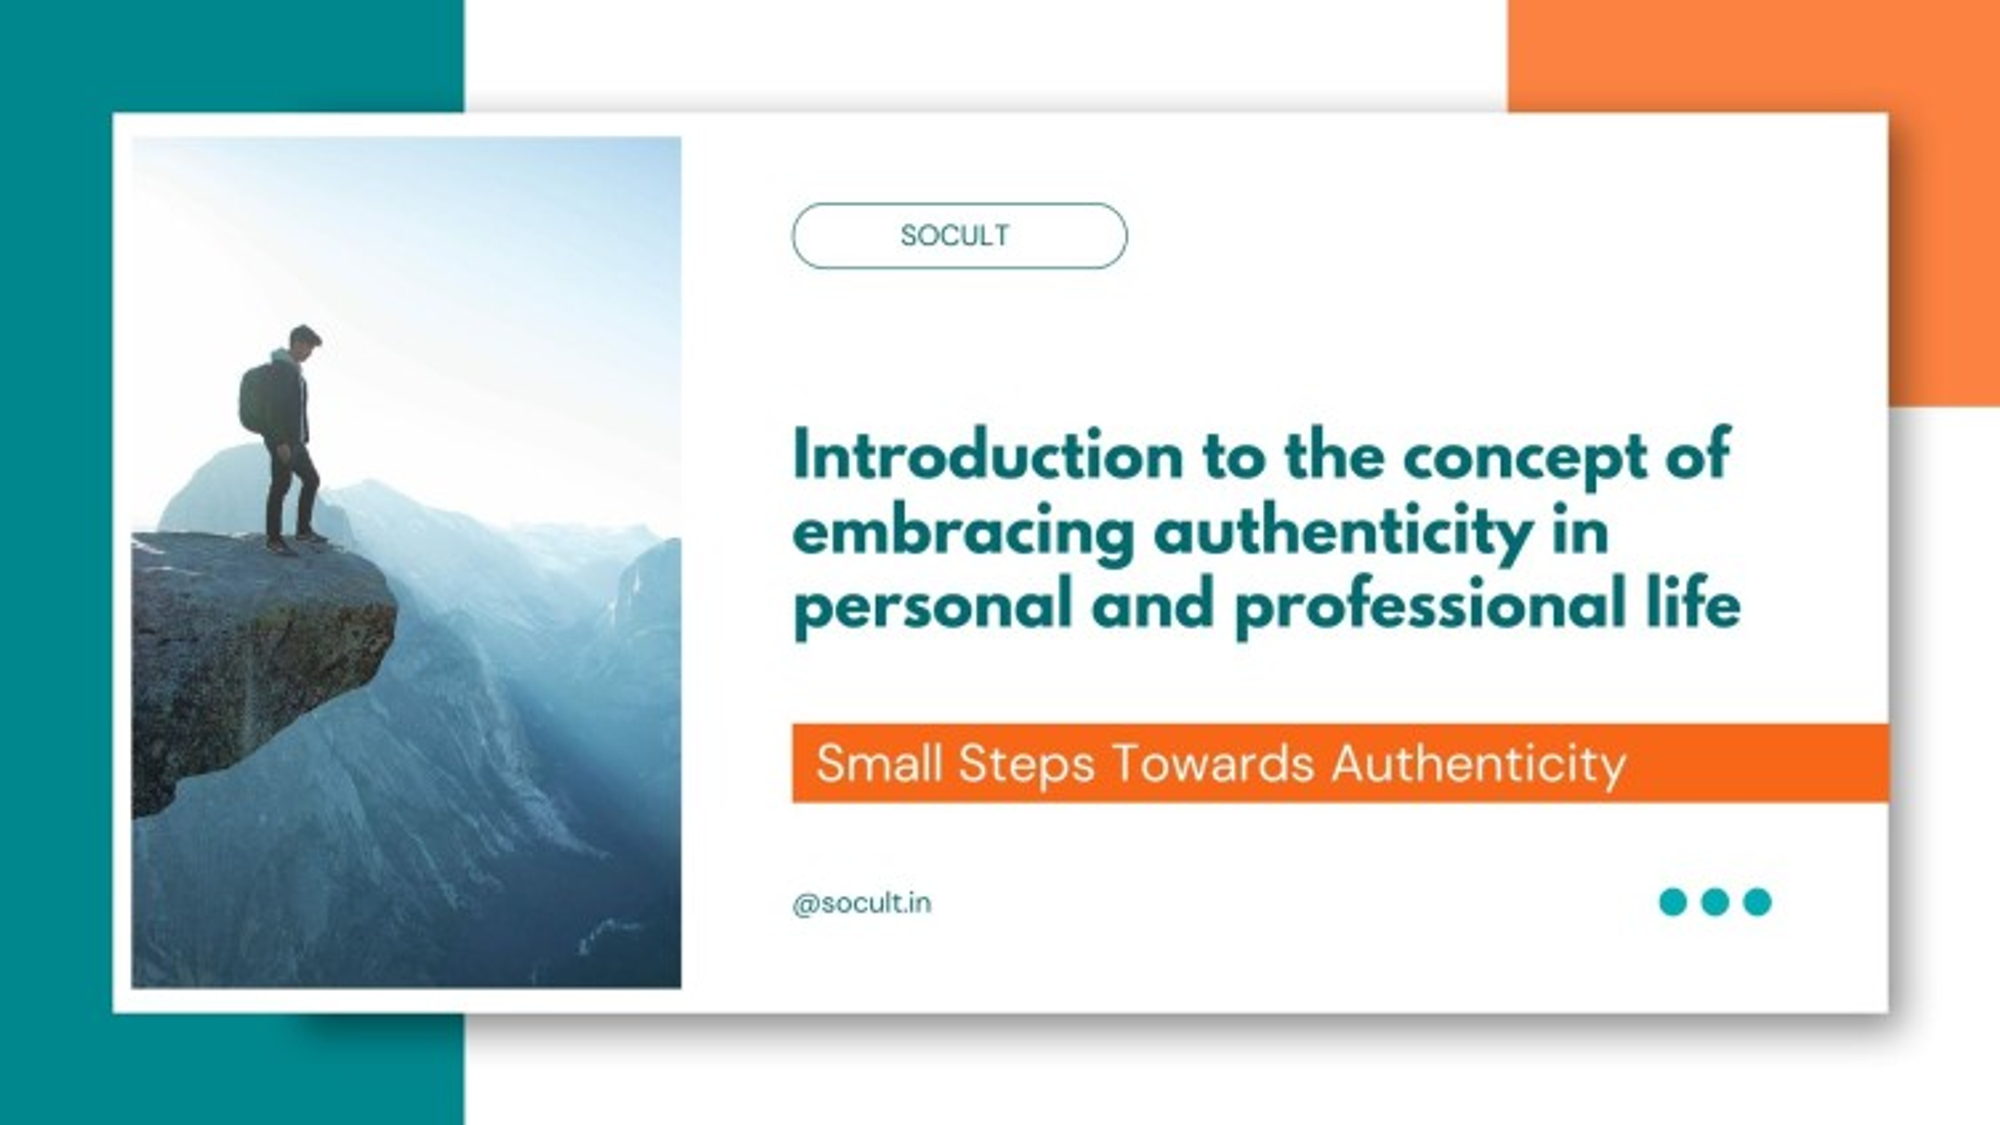 SOCULT
Introduction to the concept of
embracing authenticity in
personal and professional life
Small Steps Towards Authenticity
@socult.in